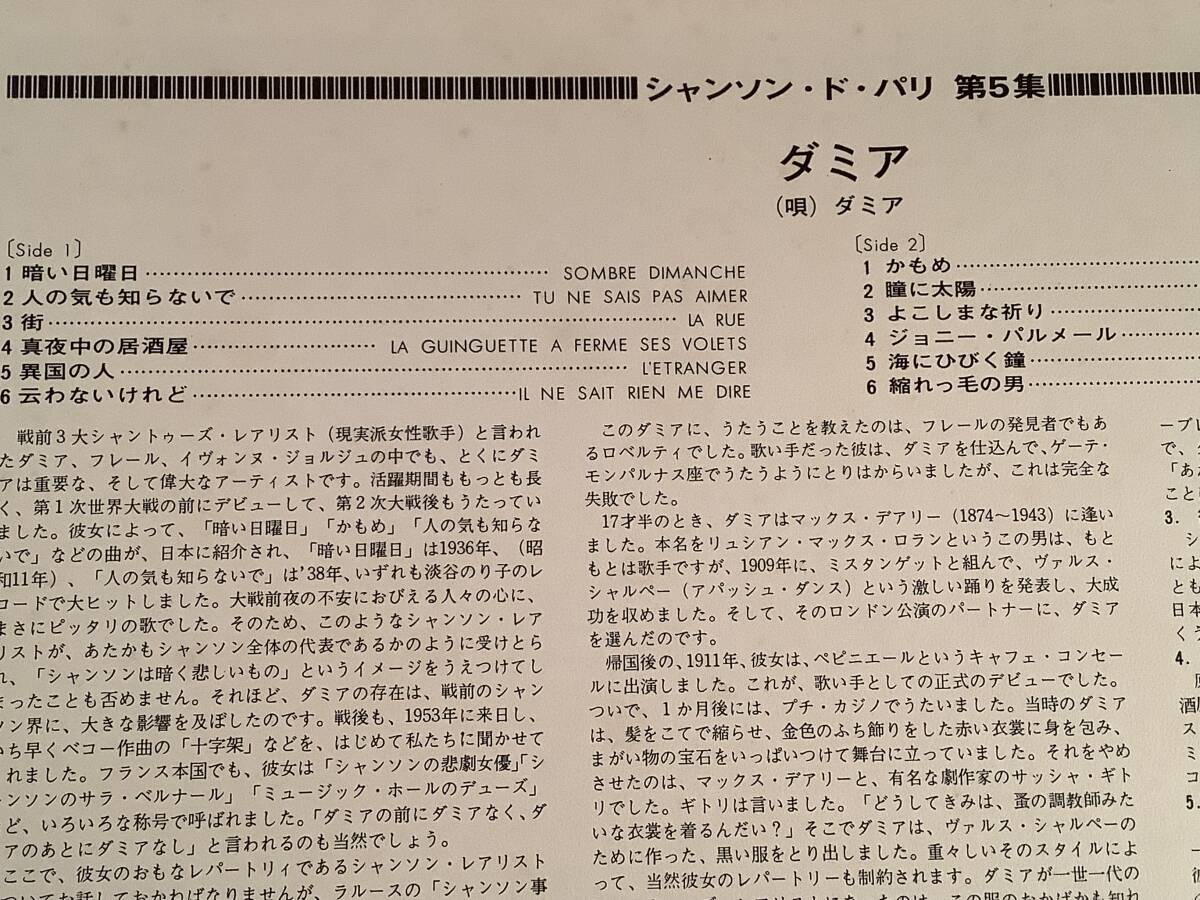 シャンソン・ド・パリ 第5集
ダミア
(唄) ダミア
〔Side 1〕
1 暗い日曜日 SOMBRE DIMANCHE
2 人の気も知らないで TU NE SAIS PAS AIMER
3 街 LA RUE
4 真夜中の居酒屋 LA GUINGUETTE A FERME SES VOLETS
5 異国の人 L'ETRANGER
6 云わないけれど IL NE SAIT RIEN ME DIRE
〔Side 2〕
1 かもめ
2 瞳に太陽
3 よこしまな祈り
4 ジョニー・パルメール
5 海にひびく鐘
6 縮れっ毛の男
戦前3大シャントゥーズ・レアリスト (現実派女性歌手) と言われ
たダミア、フレール、イヴォンヌ・ジョルジュの中でも、とくにダミ
アは重要な、そして偉大なアーティストです。活躍期間ももっとも長
く、第1次世界大戦の前にデビューして、第2次大戦後もうたってい
ました。彼女によって、「暗い日曜日」「かもめ」「人の気も知らな
いで」などの曲が、日本に紹介され、「暗い日曜日」は1936年、(昭
和11年)、「人の気も知らないで」は'38年、いずれも淡谷のり子のレ
コードで大ヒットしました。大戦前夜の不安におびえる人々の心に、
まさにピッタリの歌でした。そのため、このようなシャンソン・レア
リストが、あたかもシャンソン全体の代表であるかのように受けとら
れ、「シャンソンは暗く悲しいもの」というイメージをうえつけてし
まったことも否めません。それほど、ダミアの存在は、戦前のシャン
ソン界に、大きな影響を及ぼしたのです。戦後も、1953年に来日し、
いち早くベコー作曲の「十字架」などを、はじめて私たちに聞かせて
れました。フランス本国でも、彼女は「シャンソンの悲劇女優」「シ
ャンソンのサラ・ベルナール」「ミュージック・ホールのデューズ」
ど、いろいろな称号で呼ばれました。「ダミアの前にダミアなく、ダ
アのあとにダミアなし」と言われるのも当然でしょう。
ここで、彼女のおもなレパートリィであるシャンソン・レアリスト
ついてお話しておかねばなりませんが、ラルースの「シャンソン事
このダミアに、うたうことを教えたのは、フレールの発見者でもあ
るロベルティでした。歌い手だった彼は、ダミアを仕込んで、ゲーテ・
モンパルナス座でうたうようにとりはからいましたが、これは完全な
失敗でした。
17才半のとき、ダミアはマックス・デアリー (1874~1943) に逢い
ました。本名をリュシアン・マックス・ロランというこの男は、もと
もとは歌手ですが、1909年に、ミスタンゲットと組んで、ヴァルス・
シャルペー (アパッシュ・ダンス) という激しい踊りを発表し、大成
功を収めました。そして、そのロンドン公演のパートナーに、ダミア
を選んだのです。
帰国後の、1911年、彼女は、ペピニエールというキャフェ・コンセー
ルに出演しました。これが、歌い手としての正式のデビューでした。
ついで、1か月後には、プチ・カジノでうたいました。当時のダミア
は、髪をこてで縮らせ、金色のふち飾りをした赤い衣裳に身を包み、
まがい物の宝石をいっぱいつけて舞台に立っていました。それをやめ
させたのは、マックス・デアリーと、有名な劇作家のサッシャ・ギト
リでした。ギトリは言いました。「どうしてきみは、蚤の調教師みた
いな衣裳を着るんだい?」そこでダミアは、ヴァルス・シャルペーの
ために作った、黒い服をとり出しました。重々しいそのスタイルによ
って、当然彼女のレパートリーも制約されます。ダミアが一世一代の
ーブレ
で、
「あ
こと
3.
シ
によ
とも
日本
くう
4.
酒
ス
ミ
コ
5.